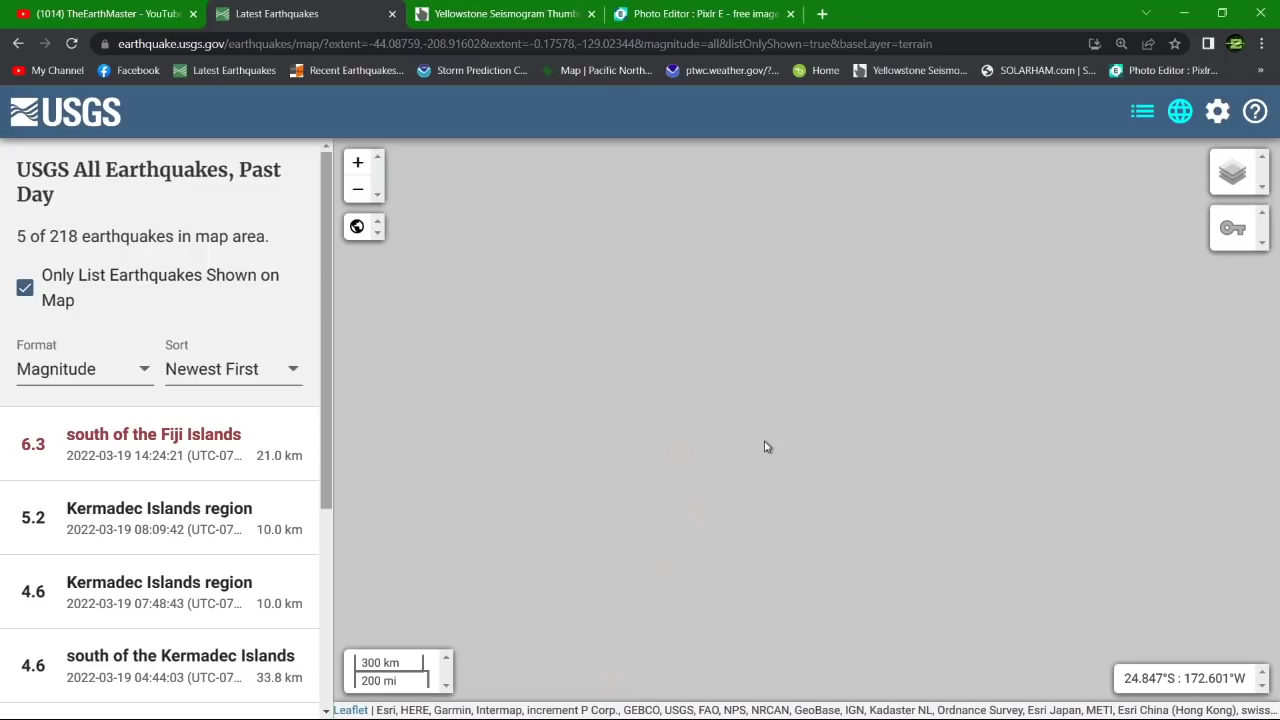 (1014) TheEarthMaster - YouTub
Latest Earthquakes
Yellowstone Seismogram Thumb
Photo Editor : Pixlr E - free image
earthquake.usgs.gov/earthquakes/map/?extent=-44.08759,-208.91602&extent=-0.17578,-129.02344&magnitude=all&listOnlyShown=true&baseLayer=terrain
My Channel
Facebook
Latest Earthquakes
Recent Earthquakes...
Storm Prediction C...
Map | Pacific North...
ptwc.weather.gov/?...
Home
Yellowstone Seismo...
SOLARHAM.com | S...
Photo Editor : Pixlr...
»
USGS
USGS All Earthquakes, Past
Day
5 of 218 earthquakes in map area.
Only List Earthquakes Shown on
Map
Format
Sort
Magnitude
Newest First
6.3
south of the Fiji Islands
2022-03-19 14:24:21 (UTC-07...
21.0 km
5.2
Kermadec Islands region
2022-03-19 08:09:42 (UTC-07...
10.0 km
4.6
Kermadec Islands region
2022-03-19 07:48:43 (UTC-07...
10.0 km
4.6
south of the Kermadec Islands
2022-03-19 04:44:03 (UTC-07...
33.8 km
+
−
300 km
200 mi
24.847°S : 172.601°W
Leaflet | Esri, HERE, Garmin, Intermap, increment P Corp., GEBCO, USGS, FAO, NPS, NRCAN, GeoBase, IGN, Kadaster NL, Ordnance Survey, Esri Japan, METI, Esri China (Hong Kong), swiss...